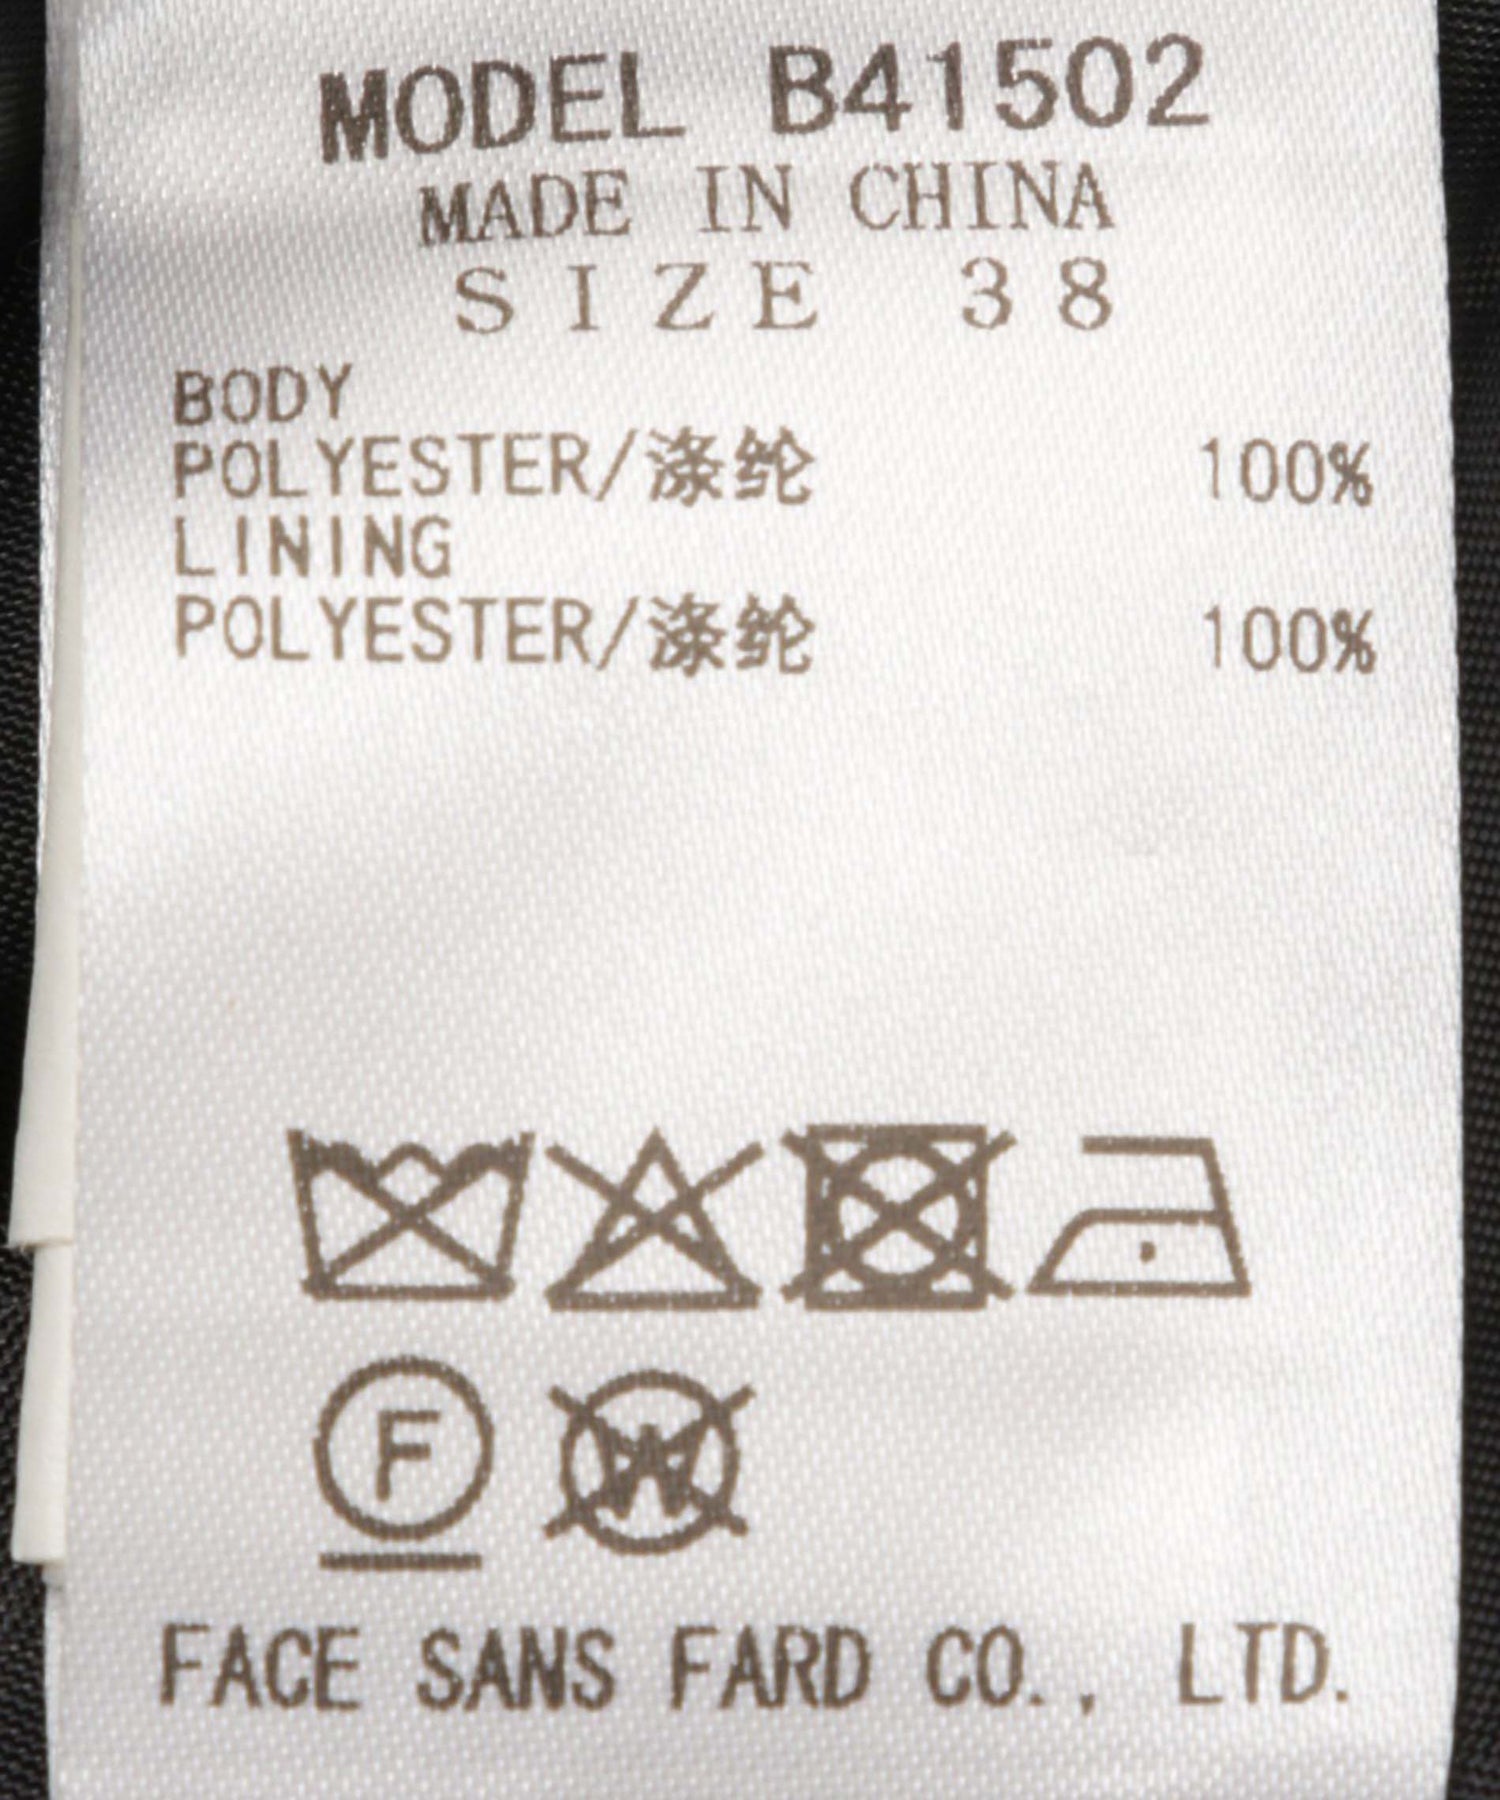 MODEL B41502
MADE IN CHINA
SIZE 38
BODY
POLYESTER/涤纶 100%
LINING
POLYESTER/涤纶 100%
F
W
FACE SANS FARD CO., LTD.